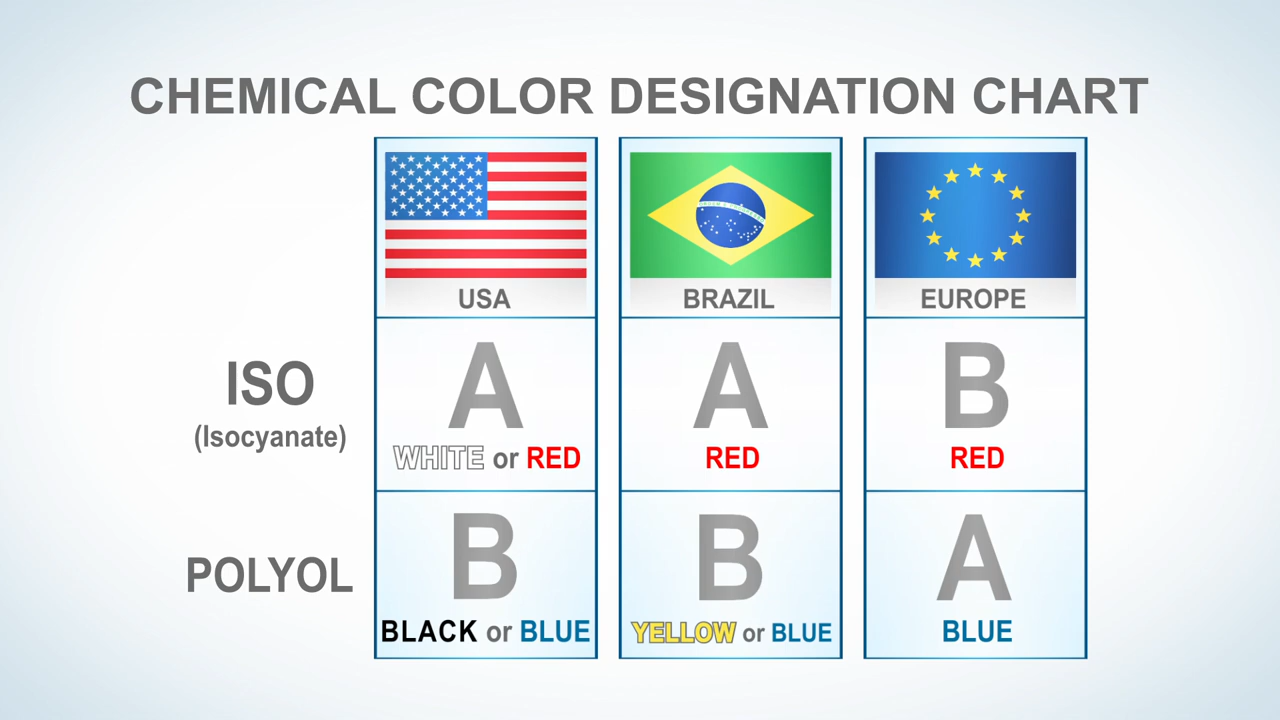 CHEMICAL COLOR DESIGNATION CHART
USA
BRAZIL
EUROPE
ISO
(Isocyanate)
A
WHITE or RED
A
RED
B
RED
POLYOL
B
BLACK or BLUE
B
YELLOW or BLUE
A
BLUE